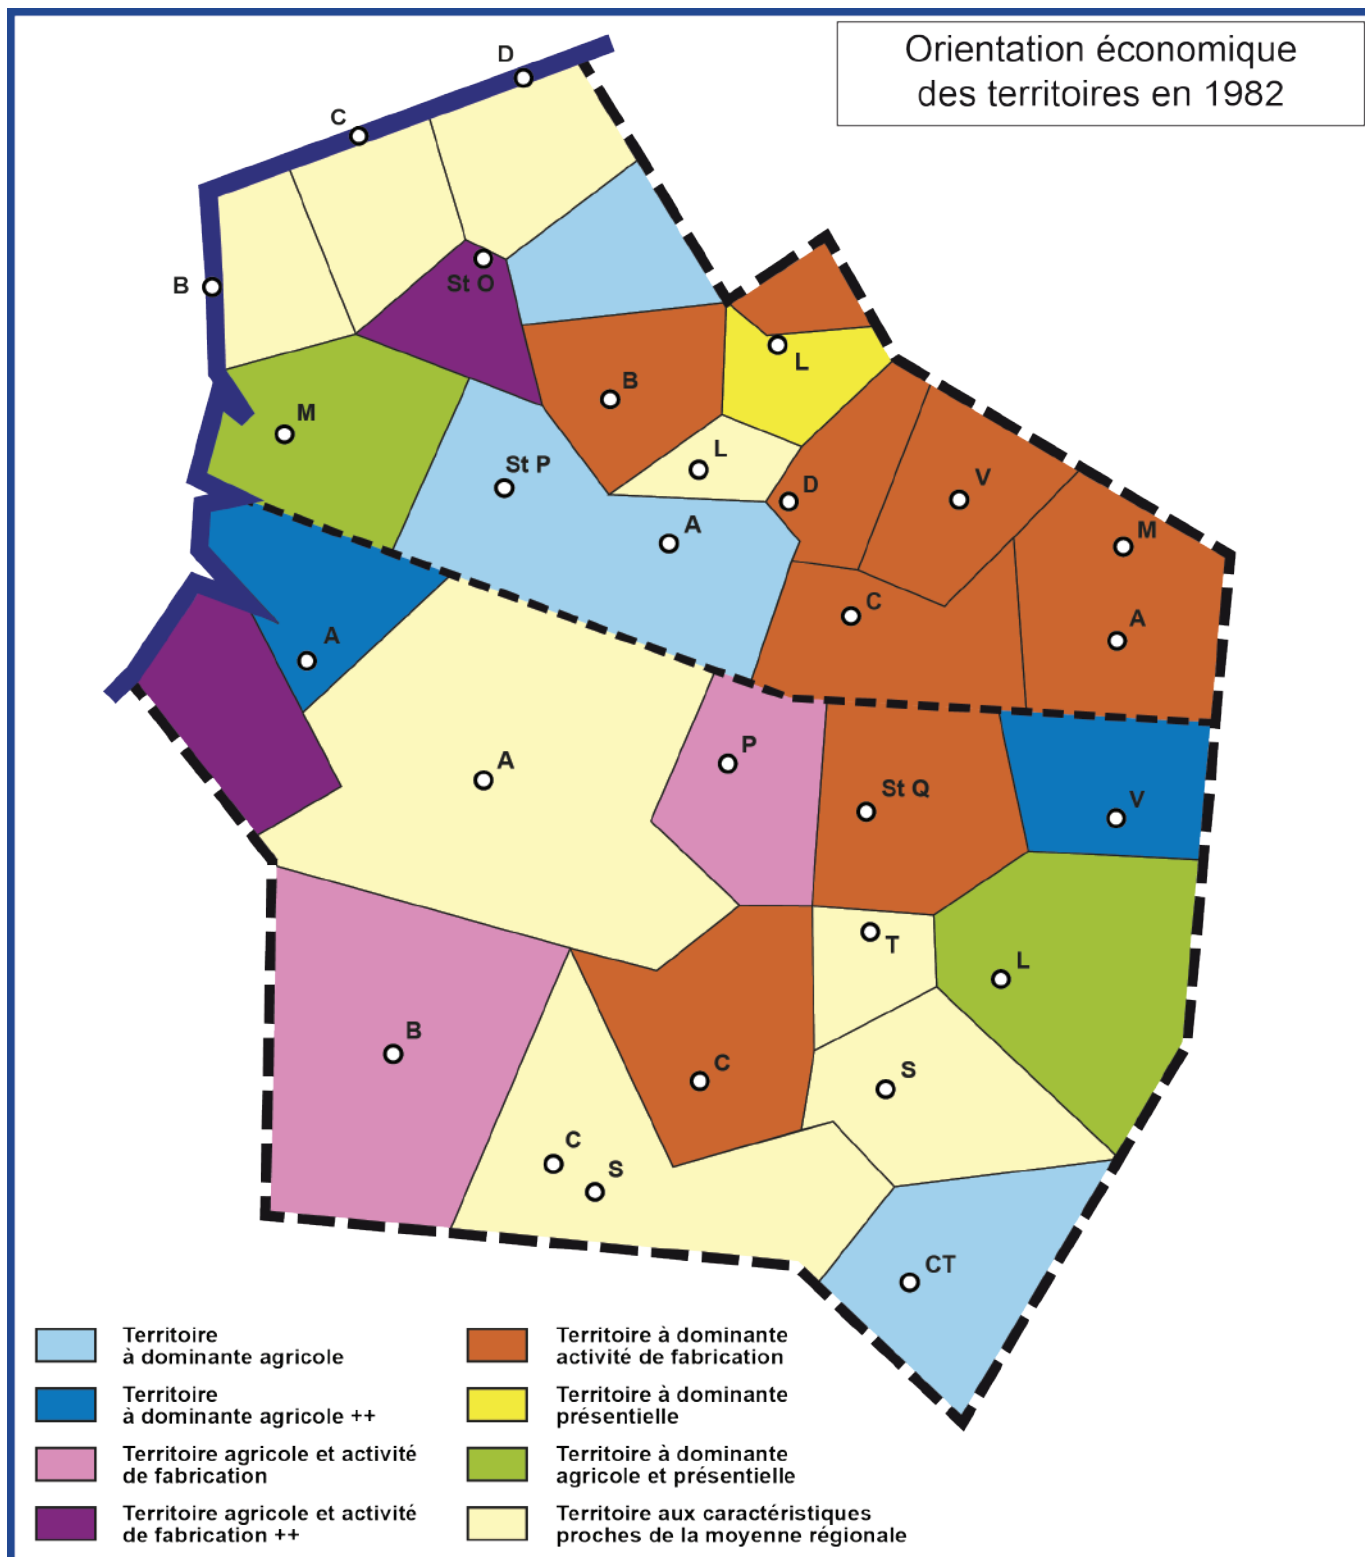 Orientation économique
des territoires en 1982
D
C
B
St O
L
B
M
L
St P
D
V
A
M
C
A
A
P
A
St Q
V
T
L
B
C
S
C
S
CT
Territoire
à dominante agricole
Territoire
à dominante agricole ++
Territoire agricole et activité
de fabrication
Territoire agricole et activité
de fabrication ++
Territoire à dominante
activité de fabrication
Territoire à dominante
présentielle
Territoire à dominante
agricole et présentielle
Territoire aux caractéristiques
proches de la moyenne régionale